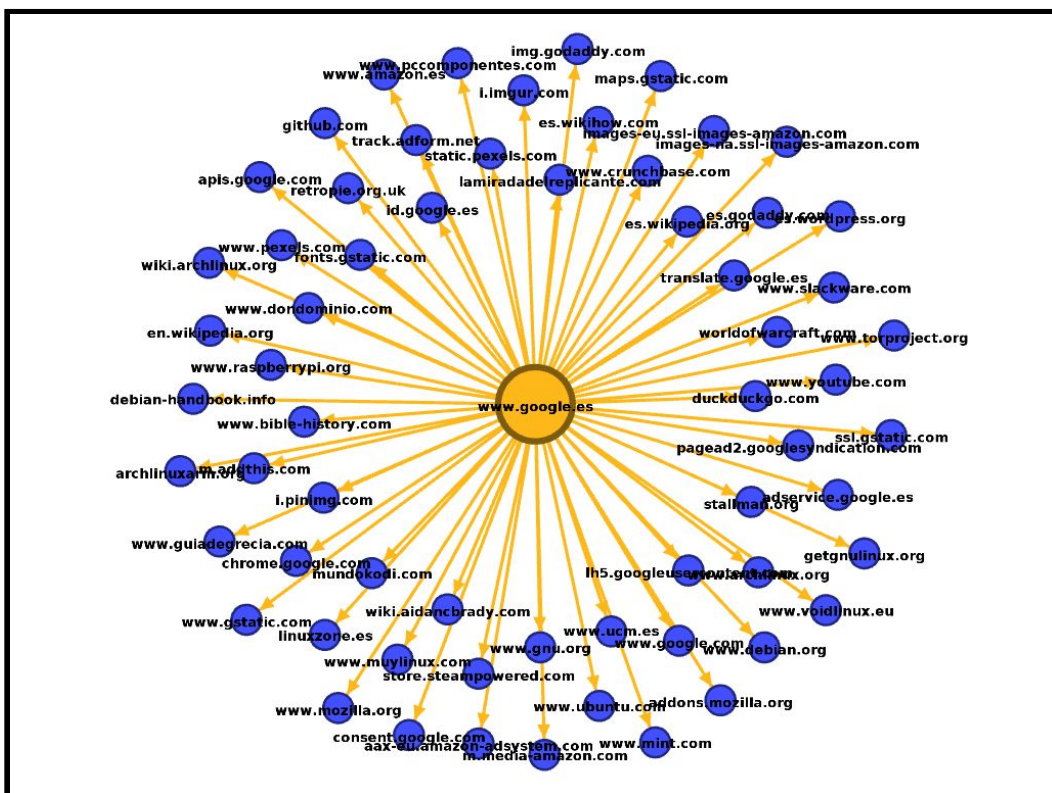 img.godaddy.com
www.pccomponentes.com
www.amazon.es
maps.gstatic.com
i.imgur.com
es.wikihow.com
github.com
images-eu.ssl-images-amazon.com
track.adform.net
images-na.ssl-images-amazon.com
static.pexels.com
www.crunchbase.com
apis.google.com
lamiradadelreplicante.com
retropie.org.uk
id.google.es
es.godaddy.com
es.wordpress.org
es.wikipedia.org
www.pexels.com
fonts.gstatic.com
wiki.archlinux.org
translate.google.es
www.slackware.com
www.dondominio.com
en.wikipedia.org
worldofwarcraft.com
www.torproject.org
www.raspberrypi.org
www.youtube.com
debian-handbook.info
duckduckgo.com
www.google.es
www.bible-history.com
ssl.gstatic.com
pagead2.googlesyndication.com
m.addthis.com
archlinuxarm.org
adservice.google.es
i.pinimg.com
stallman.org
www.guiadegrecia.com
getgnulinux.org
chrome.google.com
mundokodi.com
lh5.googleusercontent.com
www.archlinux.org
wiki.aidancbrady.com
www.voidlinux.eu
www.gstatic.com
www.ucm.es
linuxzone.es
www.google.com
www.gnu.org
www.debian.org
www.muylinux.com
store.steampowered.com
addons.mozilla.org
www.ubuntu.com
www.mozilla.org
consent.google.com
www.mint.com
aax-eu.amazon-adsystem.com
m.media-amazon.com